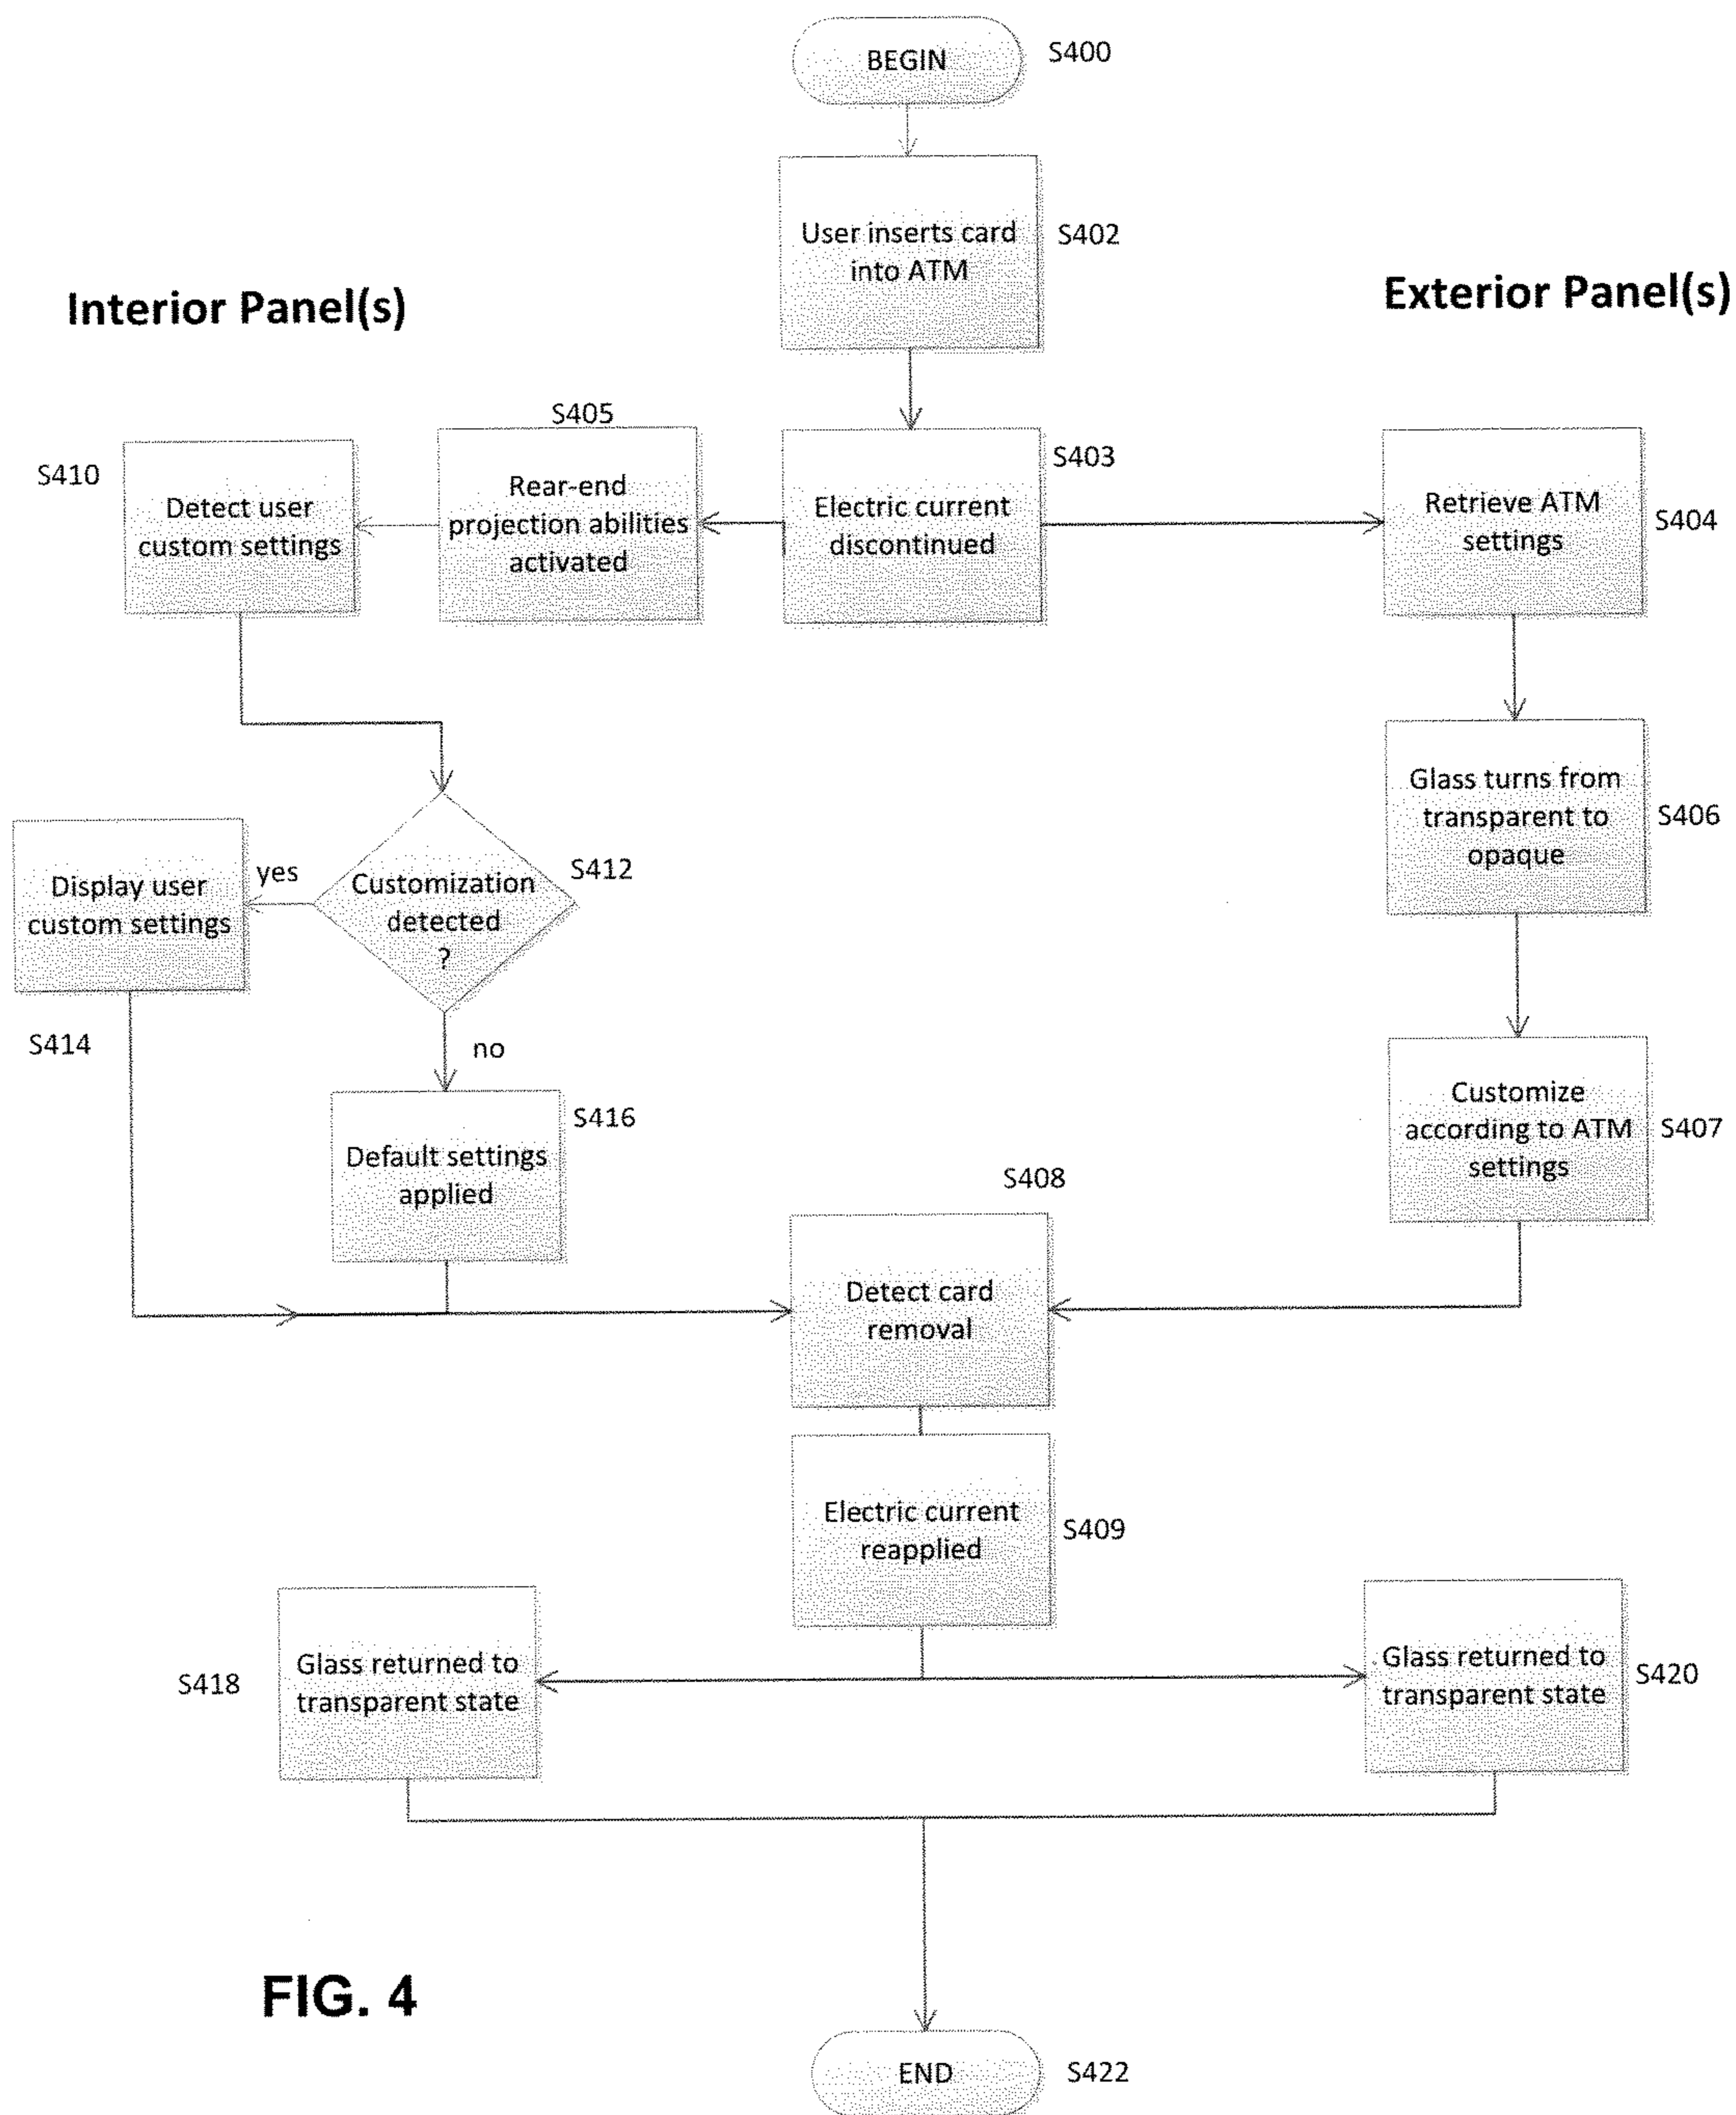 BEGIN
S400
User inserts card
into ATM
S402
Interior Panel(s)
Exterior Panel(s)
S405
S410
Detect user
custom settings
Rear-end
projection abilities
activated
Electric current
discontinued
S403
Retrieve ATM
settings
S404
Glass turns from
transparent to
opaque
S406
Display user
custom settings
yes
Customization
detected
?
S412
S414
no
Customize
according to ATM
settings
S407
Default settings
applied
S416
S408
Detect card
removal
Electric current
reapplied
S409
S418
Glass returned to
transparent state
Glass returned to
transparent state
S420
FIG. 4
END
S422